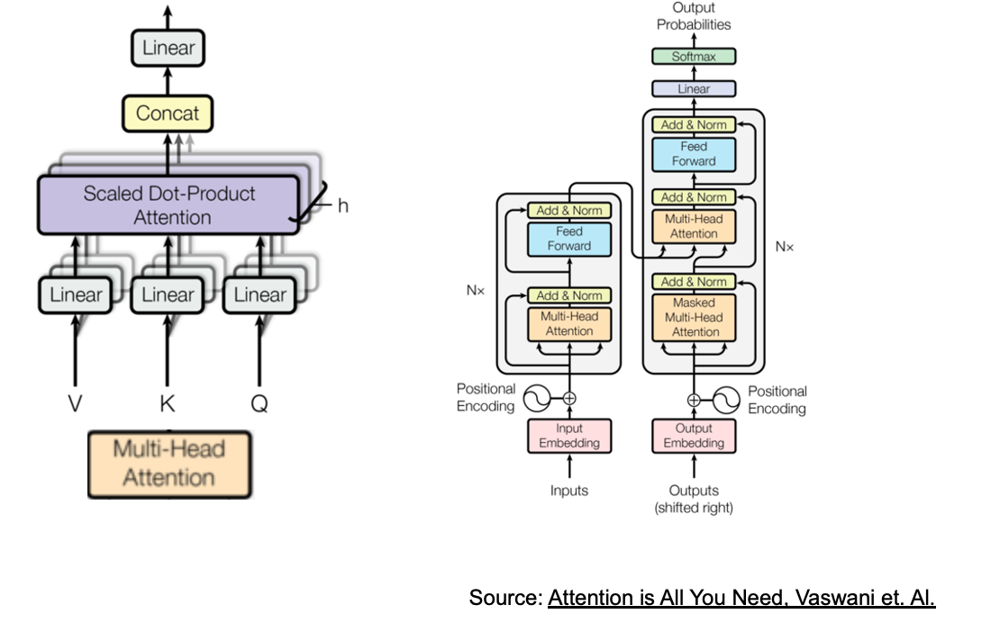 Linear
Concat
Scaled Dot-Product
Attention
h
Linear
Linear
Linear
V
K
Q
Multi-Head
Attention
Output
Probabilities
Softmax
Linear
Add & Norm
Feed
Forward
Add & Norm
Multi-Head
Attention
Nx
Add & Norm
Masked
Multi-Head
Attention
Add & Norm
Feed
Forward
Nx
Add & Norm
Multi-Head
Attention
Positional
Encoding
Positional
Encoding
Input
Embedding
Output
Embedding
Inputs
Outputs
(shifted right)
Source: Attention is All You Need, Vaswani et. Al.